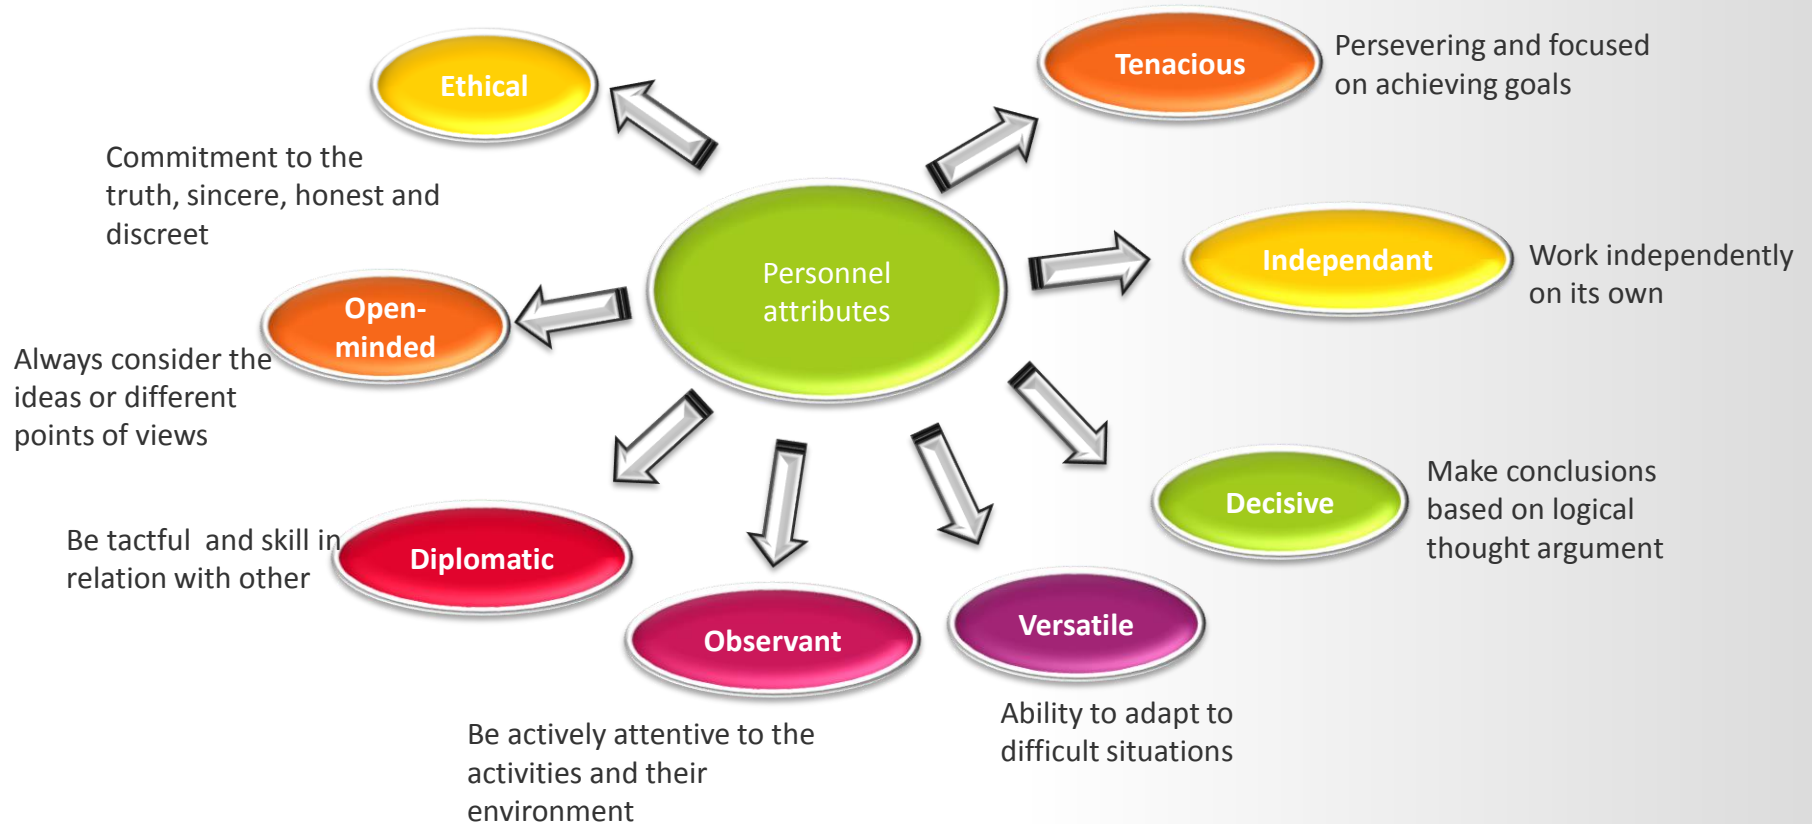 Ethical
Commitment to the
truth, sincere, honest and
discreet
Open-
minded
Always consider the
ideas or different
points of views
Diplomatic
Be tactful  and skill in
relation with other
Observant
Be actively attentive to the
activities and their
environment
Personnel
attributes
Versatile
Ability to adapt to
difficult situations
Decisive
Make conclusions
based on logical
thought argument
Independant
Work independently
on its own
Tenacious
Persevering and focused
on achieving goals